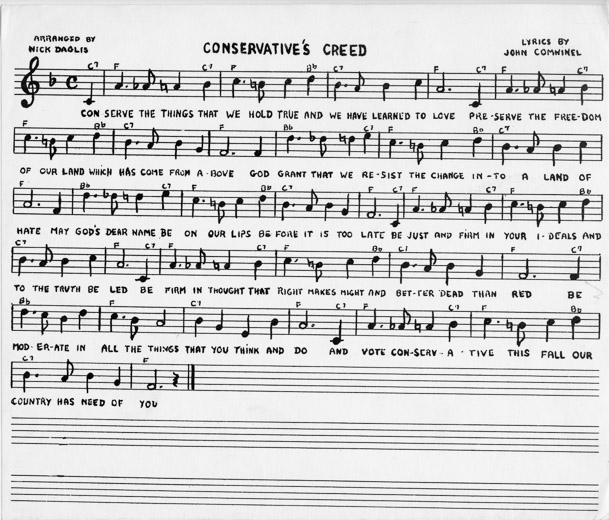 ARRANGED BY
NICK DAGLIS
CONSERVATIVE'S CREED
LYRICS BY
JOHN COMWINEL
C7 F C7 F Bb C7 F C7 F
CON SERVE THE THINGS THAT WE HOLD TRUE AND WE HAVE LEARNED TO LOVE PRE-SERVE THE FREE-DOM
F Bb C7 F Bb C7 F Bb C7
OF OUR LAND WHICH HAS COME FROM A-BOVE GOD GRANT THAT WE RE-SIST THE CHANGE IN-TO A LAND OF
F Bb C7 F Bb C7 F C7 F C7 F Bb
HATE MAY GOD'S DEAR NAME BE ON OUR LIPS BE FORE IT IS TOO LATE BE JUST AND FIRM IN YOUR I-DEALS AND
C7 F C7 F Bb C7 F C7
TO THE TRUTH BE LED BE FIRM IN THOUGHT THAT RIGHT MAKES MIGHT AND BET-TER DEAD THAN RED BE
Bb F C7 F C7 F C7 F Bb
MOD-ER-ATE IN ALL THE THINGS THAT YOU THINK AND DO AND VOTE CON-SERV-A-TIVE THIS FALL OUR
C7 F
COUNTRY HAS NEED OF YOU